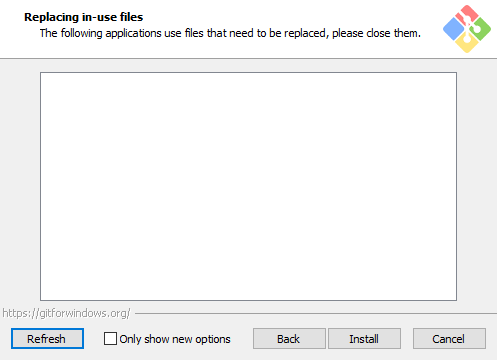 Replacing in-use files
The following applications use files that need to be replaced, please close them.
https://gitforwindows.org/
Refresh
Only show new options
Back
Install
Cancel